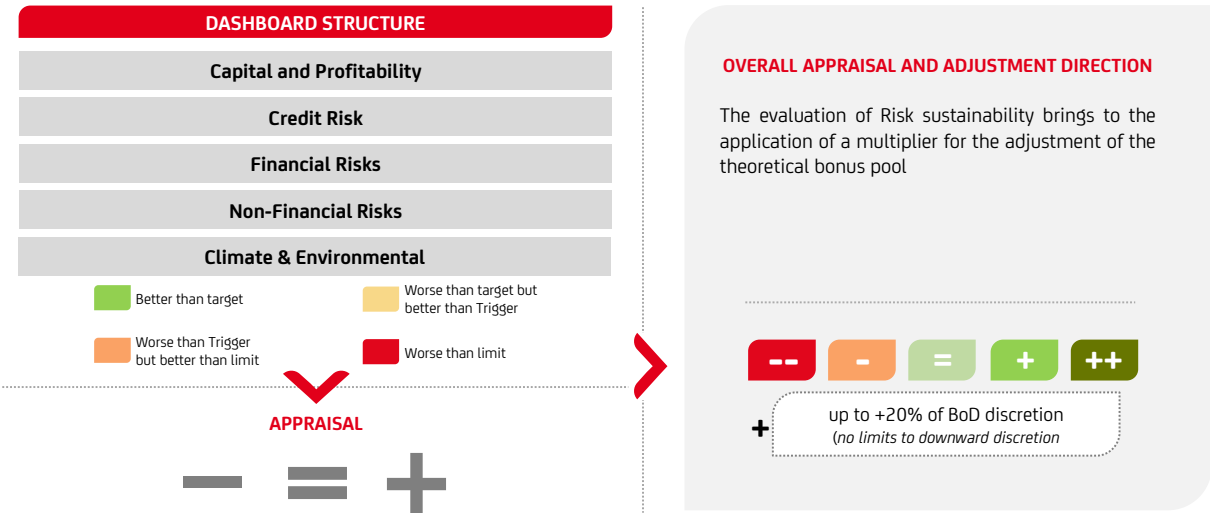 DASHBOARD STRUCTURE
Capital and Profitability
Credit Risk
Financial Risks
Non-Financial Risks
Climate & Environmental
Better than target
Worse than target but
better than Trigger
Worse than Trigger
but better than limit
Worse than limit
APPRAISAL
− = +
OVERALL APPRAISAL AND ADJUSTMENT DIRECTION
The evaluation of Risk sustainability brings to the
application of a multiplier for the adjustment of the
theoretical bonus pool
-- - = + ++
+
up to +20% of BoD discretion
(no limits to downward discretion